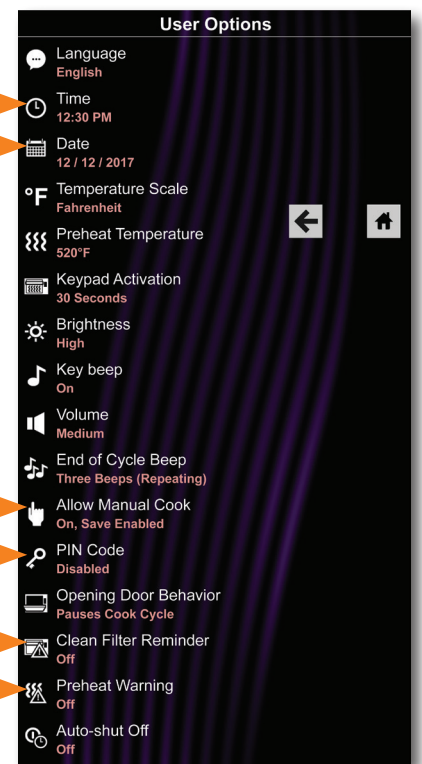 User Options
Language
English
Time
12:30 PM
Date
12 / 12 / 2017
°F
Temperature Scale
Fahrenheit
Preheat Temperature
520°F
Keypad Activation
30 Seconds
Brightness
High
Key beep
On
Volume
Medium
End of Cycle Beep
Three Beeps (Repeating)
Allow Manual Cook
On, Save Enabled
PIN Code
Disabled
Opening Door Behavior
Pauses Cook Cycle
Clean Filter Reminder
Off
Preheat Warning
Off
Auto-shut Off
Off